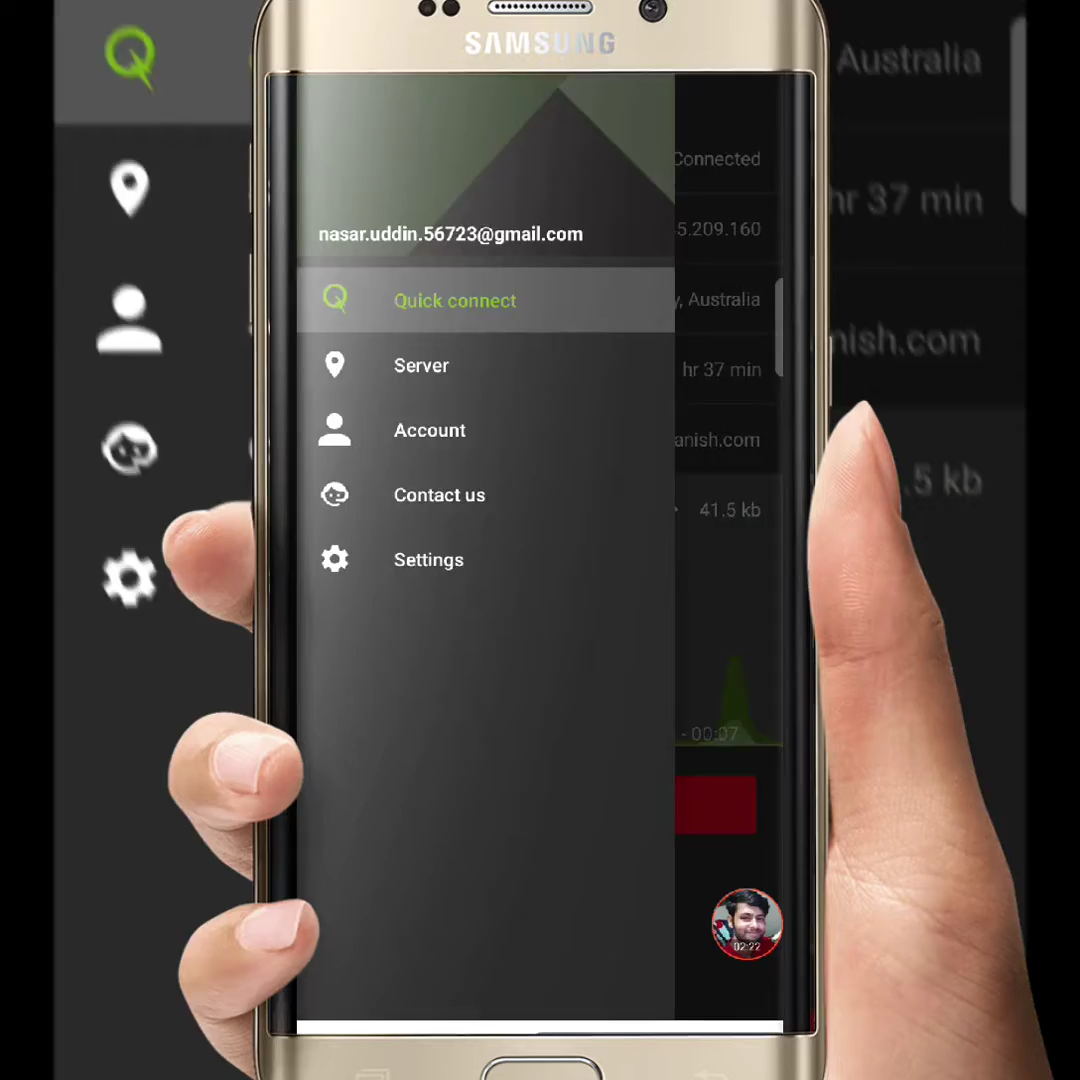 SAMSUNG
Australia
Connected
nasar.uddin.56723@gmail.com
hr 37 min
5.209.160
Quick connect
y, Australia
Server
hr 37 min
nish.com
Account
anish.com
Contact us
41.5 kb
.5 kb
Settings
- 00:07
02:22